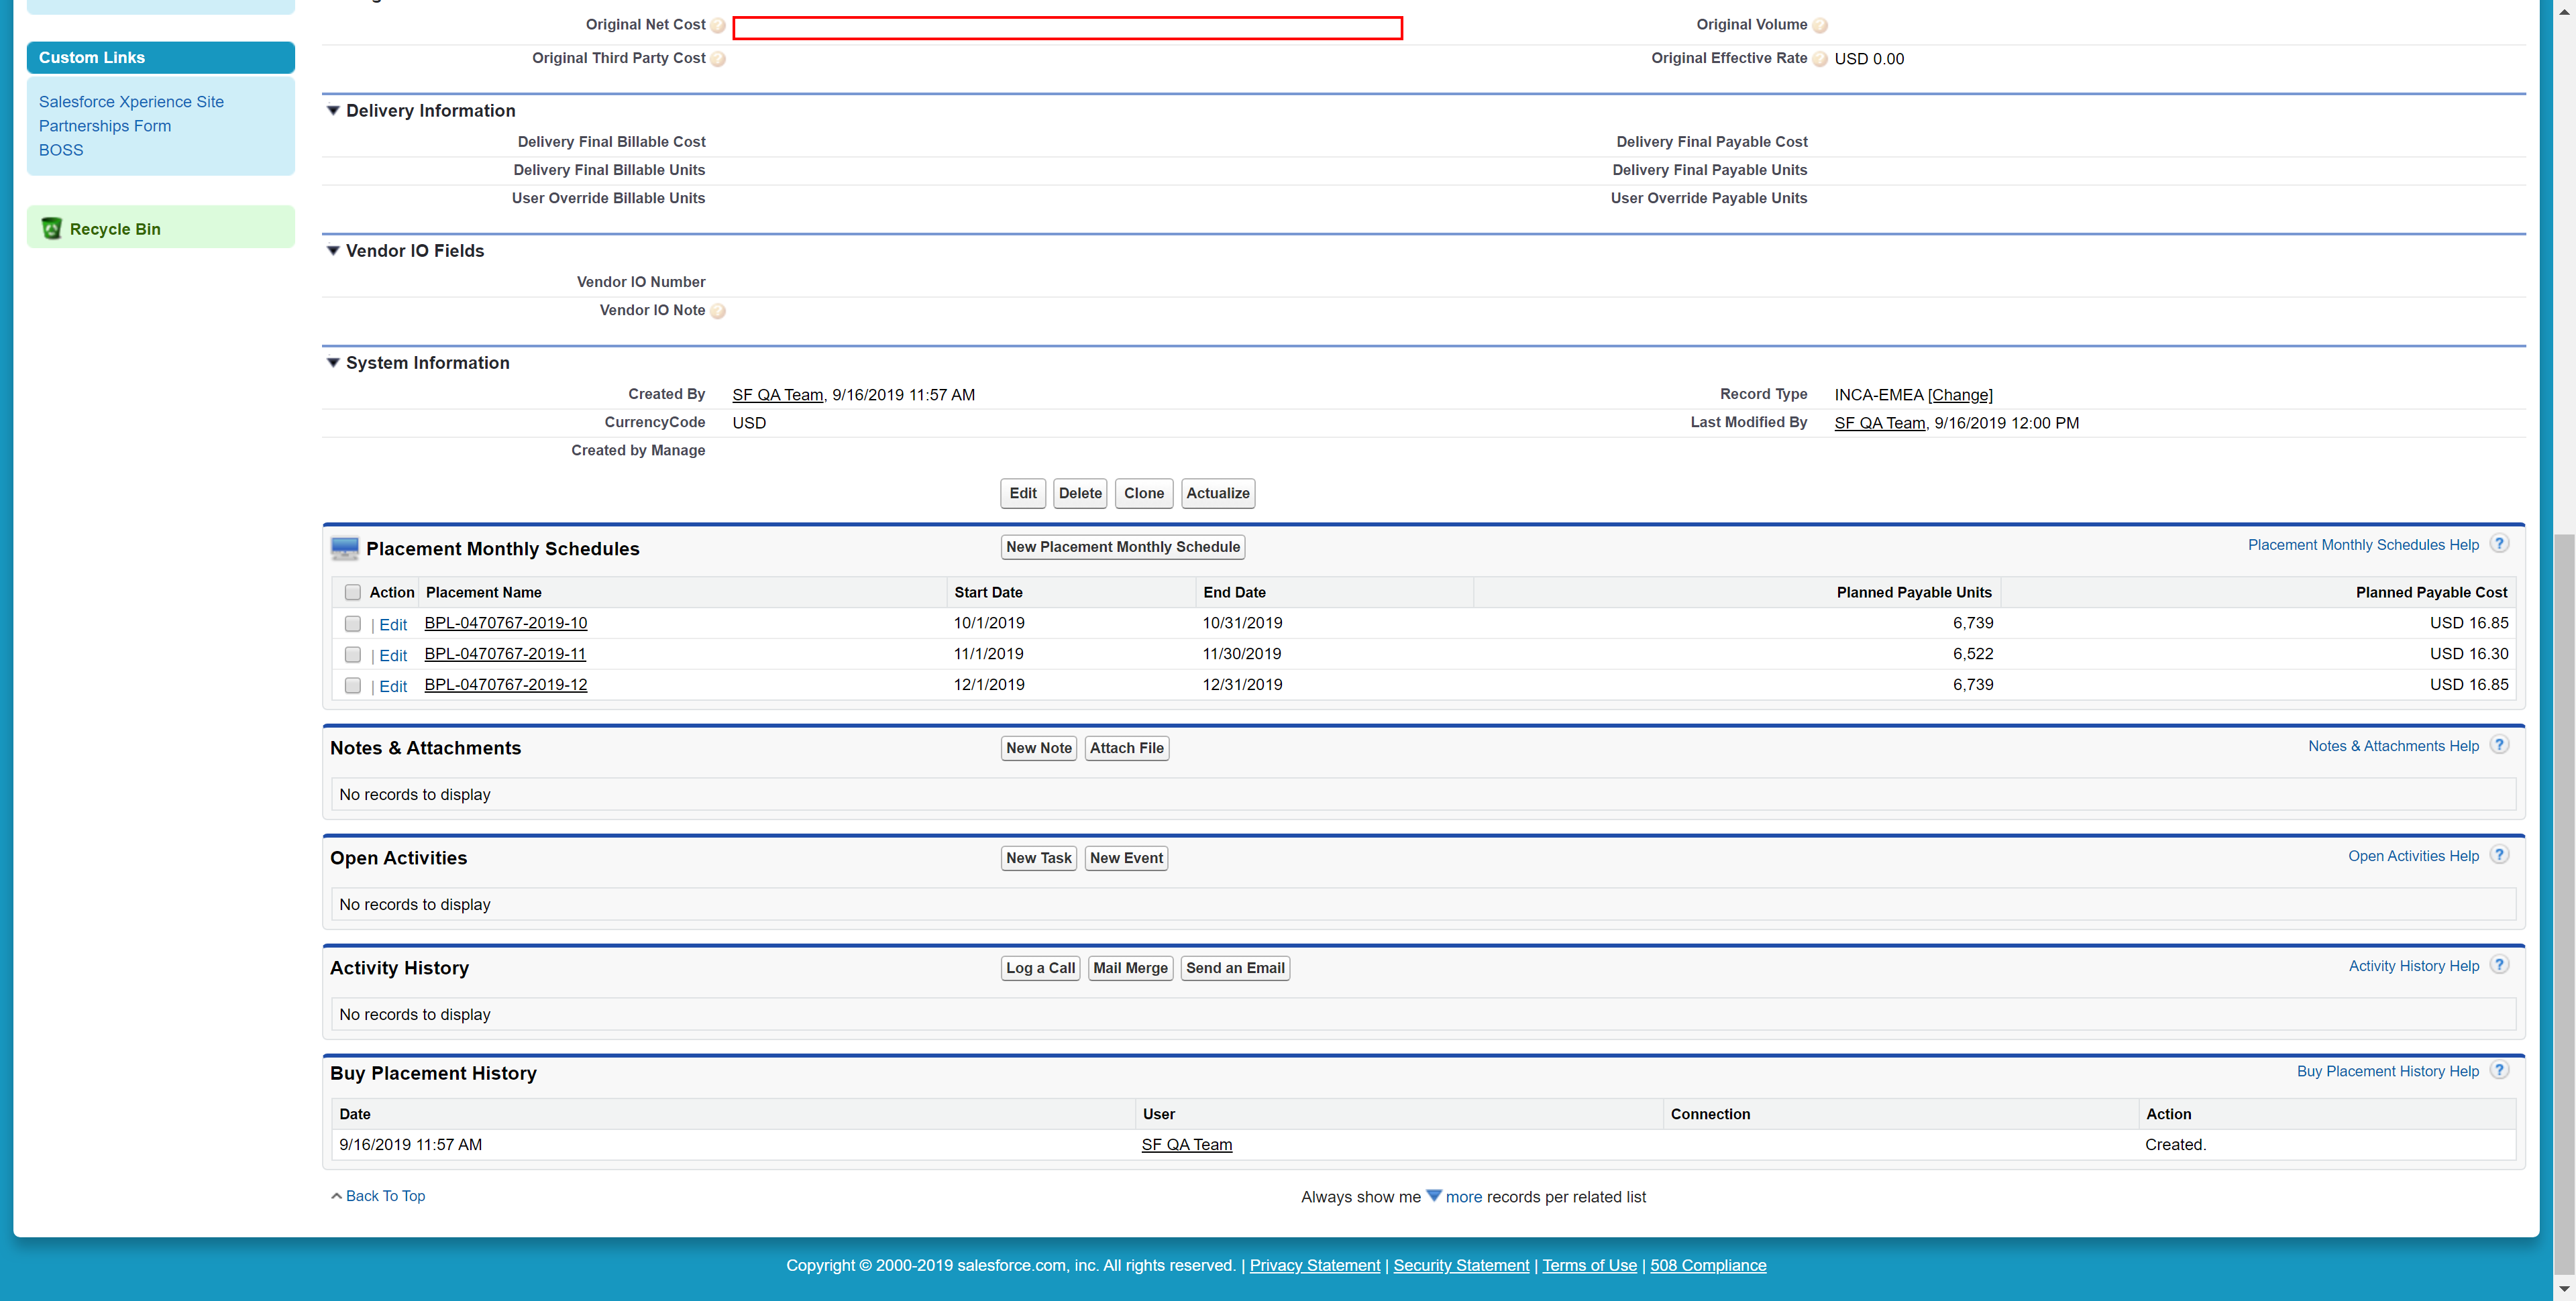 Original Net Cost
Original Volume
Original Third Party Cost
Original Effective Rate USD 0.00
Custom Links
Salesforce Xperience Site
Partnerships Form
BOSS
Recycle Bin
Delivery Information
Delivery Final Billable Cost
Delivery Final Payable Cost
Delivery Final Billable Units
Delivery Final Payable Units
User Override Billable Units
User Override Payable Units
Vendor IO Fields
Vendor IO Number
Vendor IO Note
System Information
Created By SF QA Team, 9/16/2019 11:57 AM
Record Type INCA-EMEA [Change]
CurrencyCode USD
Last Modified By SF QA Team, 9/16/2019 12:00 PM
Created by Manage
Edit Delete Clone Actualize
Placement Monthly Schedules New Placement Monthly Schedule Placement Monthly Schedules Help ?
Action Placement Name Start Date End Date Planned Payable Units Planned Payable Cost
| Edit BPL-0470767-2019-10 10/1/2019 10/31/2019 6,739 USD 16.85
| Edit BPL-0470767-2019-11 11/1/2019 11/30/2019 6,522 USD 16.30
| Edit BPL-0470767-2019-12 12/1/2019 12/31/2019 6,739 USD 16.85
Notes & Attachments New Note Attach File Notes & Attachments Help ?
No records to display
Open Activities New Task New Event Open Activities Help ?
No records to display
Activity History Log a Call Mail Merge Send an Email Activity History Help ?
No records to display
Buy Placement History Buy Placement History Help ?
Date User Connection Action
9/16/2019 11:57 AM SF QA Team Created.
Back To Top
Always show me more records per related list
Copyright © 2000-2019 salesforce.com, inc. All rights reserved. | Privacy Statement | Security Statement | Terms of Use | 508 Compliance